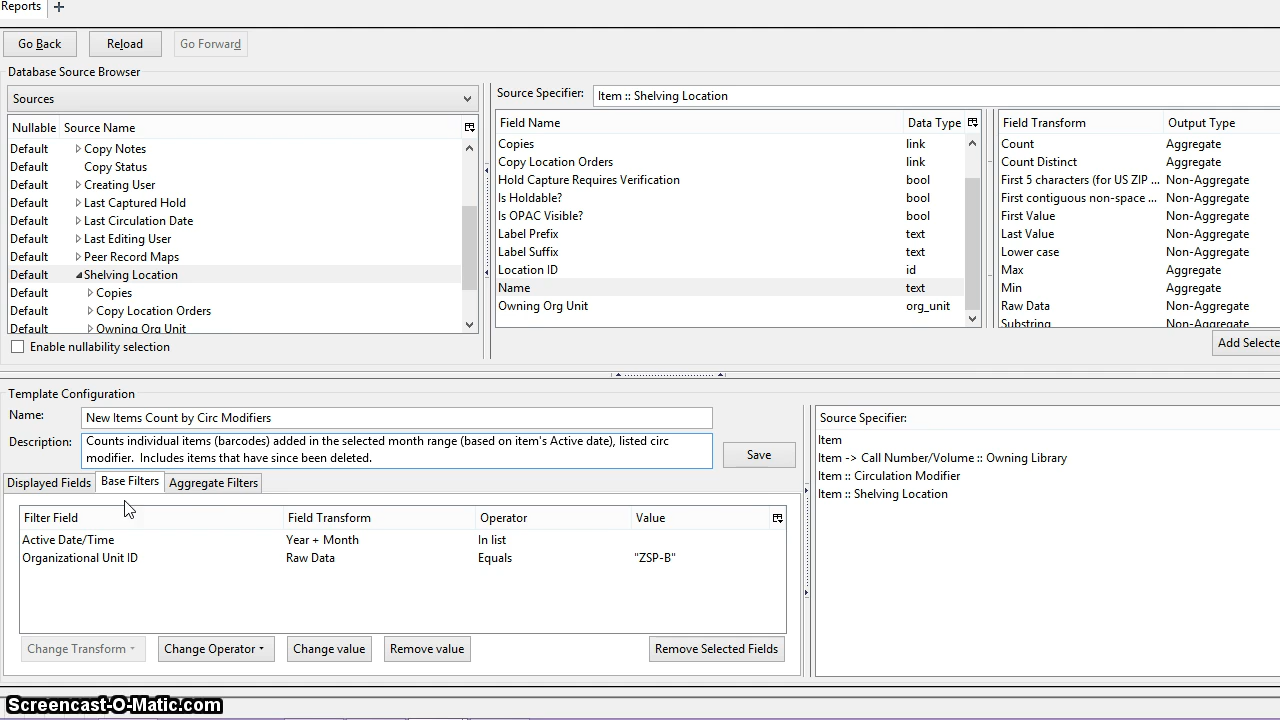 Reports +
Go Back Reload Go Forward
Database Source Browser
Sources
Nullable Source Name
Default Copy Notes
Default Copy Status
Default Creating User
Default Last Captured Hold
Default Last Circulation Date
Default Last Editing User
Default Peer Record Maps
Default Shelving Location
Default Copies
Default Copy Location Orders
Default Owning Org Unit
Enable nullability selection
Source Specifier: Item :: Shelving Location
Field Name Data Type
Copies link
Copy Location Orders link
Hold Capture Requires Verification bool
Is Holdable? bool
Is OPAC Visible? bool
Label Prefix text
Label Suffix text
Location ID id
Name text
Owning Org Unit org_unit
Field Transform Output Type
Count Aggregate
Count Distinct Aggregate
First 5 characters (for US ZIP ... Non-Aggregate
First contiguous non-space ... Non-Aggregate
First Value Non-Aggregate
Last Value Non-Aggregate
Lower case Non-Aggregate
Max Aggregate
Min Aggregate
Raw Data Non-Aggregate
Substring Non-Aggregate
Add Selecte
Template Configuration
Name: New Items Count by Circ Modifiers
Description: Counts individual items (barcodes) added in the selected month range (based on item's Active date), listed circ
modifier. Includes items that have since been deleted.
Save
Displayed Fields Base Filters Aggregate Filters
Filter Field Field Transform Operator Value
Active Date/Time Year + Month In list
Organizational Unit ID Raw Data Equals "ZSP-B"
Change Transform Change Operator Change value Remove value Remove Selected Fields
Source Specifier:
Item
Item -> Call Number/Volume :: Owning Library
Item :: Circulation Modifier
Item :: Shelving Location
Screencast-O-Matic.com